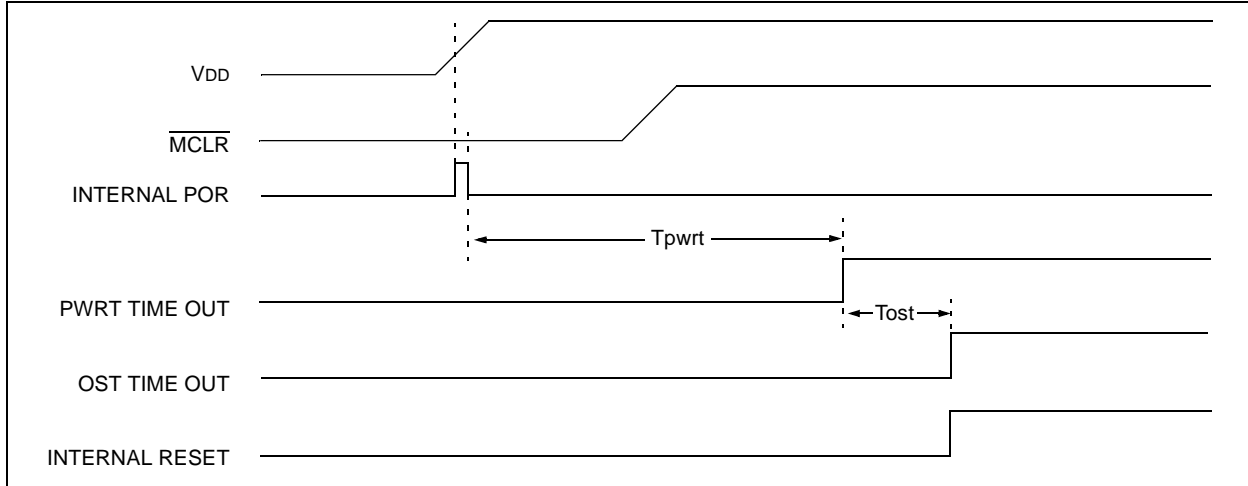 VDD
MCLR
INTERNAL POR
Tpwrt
PWRT TIME OUT
Tost
OST TIME OUT
INTERNAL RESET